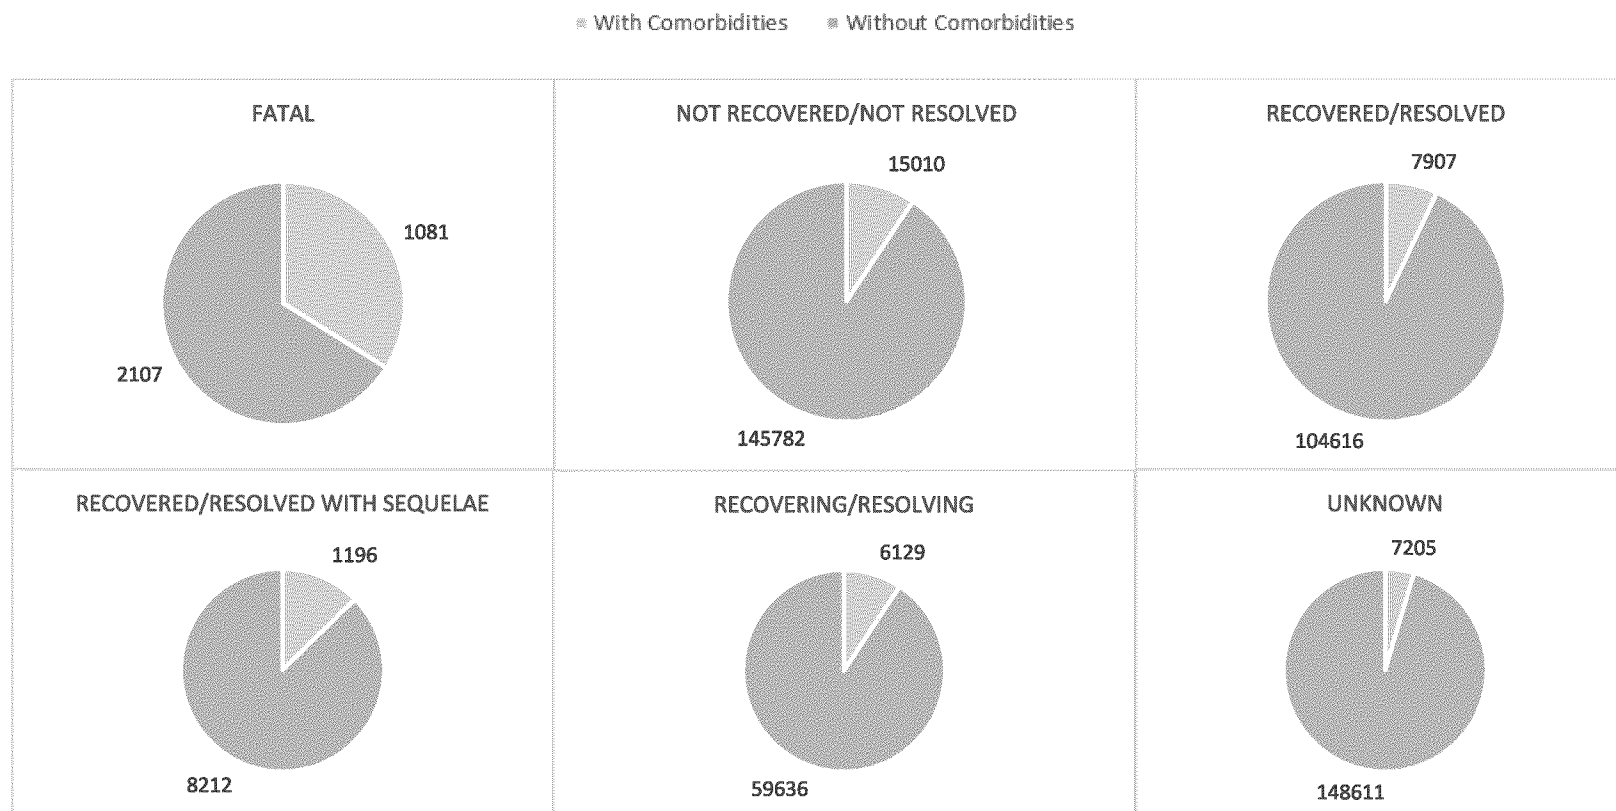 With Comorbidities Without Comorbidities
FATAL
1081
2107
NOT RECOVERED/NOT RESOLVED
15010
145782
RECOVERED/RESOLVED
7907
104616
RECOVERED/RESOLVED WITH SEQUELAE
1196
8212
RECOVERING/RESOLVING
6129
59636
UNKNOWN
7205
148611